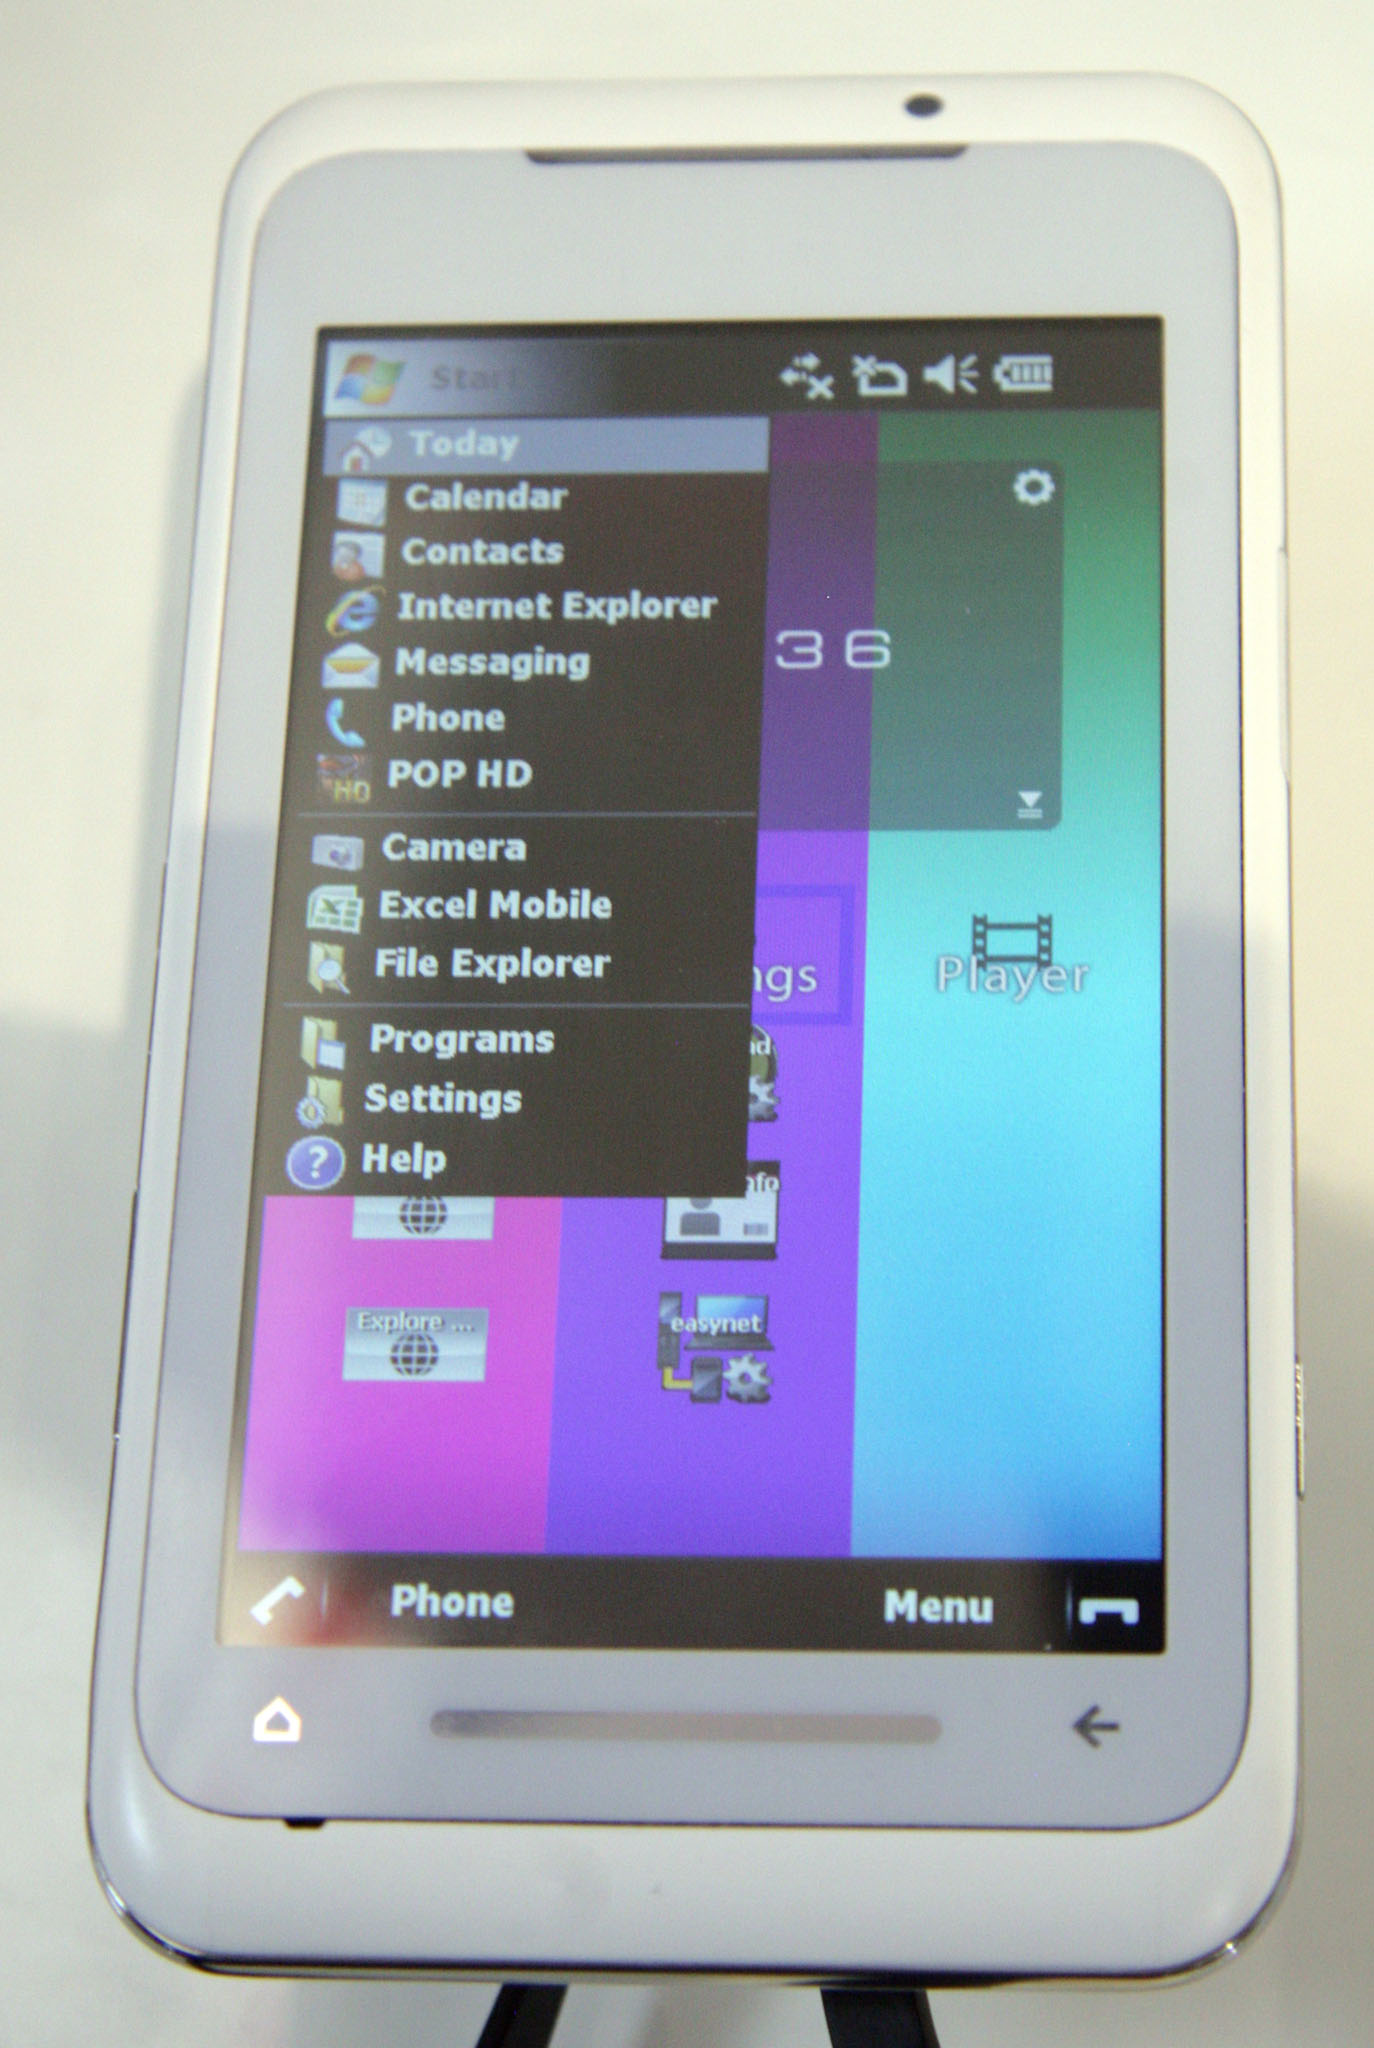 Start
Today
Calendar
Contacts
Internet Explorer
Messaging
36
Phone
POP HD
HD
Camera
Excel Mobile
File Explorer
ngs
Player
Programs
Settings
Help
Explore ...
easynet
Phone
Menu